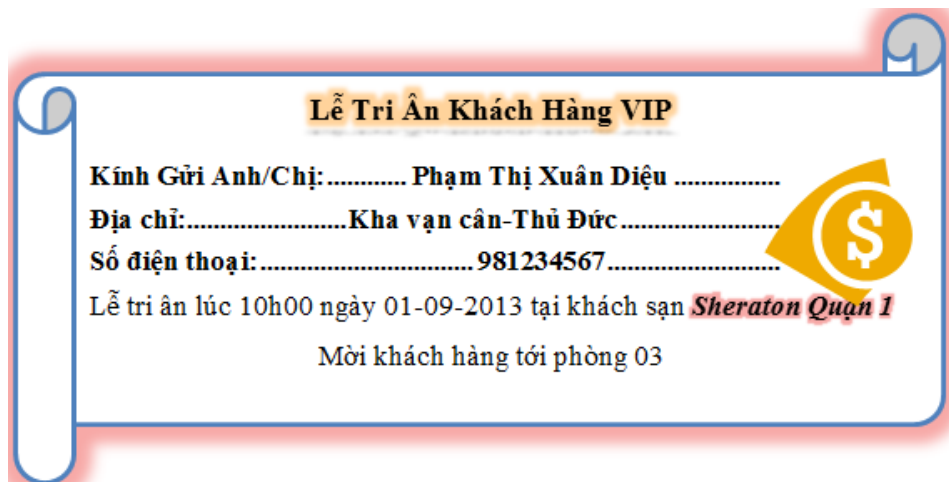 Lễ Tri Ân Khách Hàng VIP
Kính Gửi Anh/Chị:............ Phạm Thị Xuân Diệu ................
Địa chỉ:........................Kha vạn cân-Thủ Đức........................
Số điện thoại:................................981234567..........................
Lễ tri ân lúc 10h00 ngày 01-09-2013 tại khách sạn Sheraton Quận 1
Mời khách hàng tới phòng 03
$